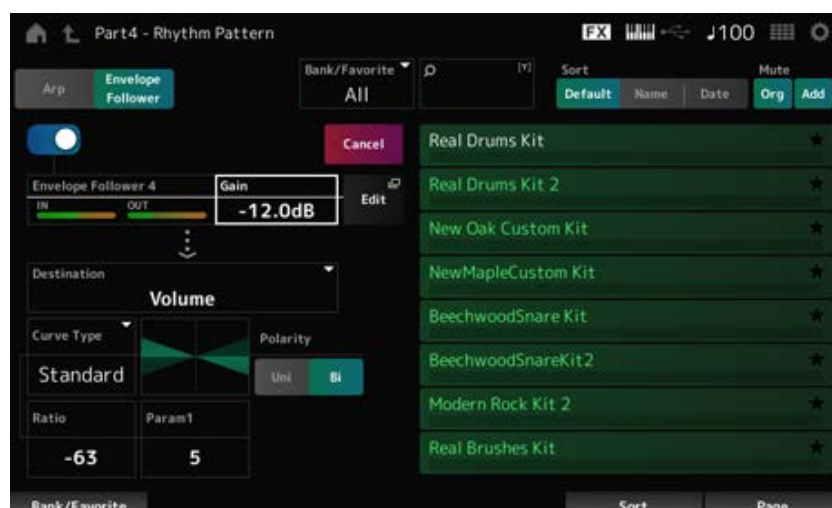 Part4 - Rhythm Pattern
FX
♩100
Arp
Envelope
Follower
Bank/Favorite
All
[Y]
Sort
Default
Name
Date
Mute
Org
Add
Cancel
Envelope Follower 4
IN
OUT
Gain
-12.0dB
Edit
Destination
Volume
Curve Type
Standard
Polarity
Uni
Bi
Ratio
-63
Param1
5
Real Drums Kit
Real Drums Kit 2
New Oak Custom Kit
NewMapleCustom Kit
BeechwoodSnare Kit
BeechwoodSnareKit2
Modern Rock Kit 2
Real Brushes Kit
Bank/Favorite
Sort
Page